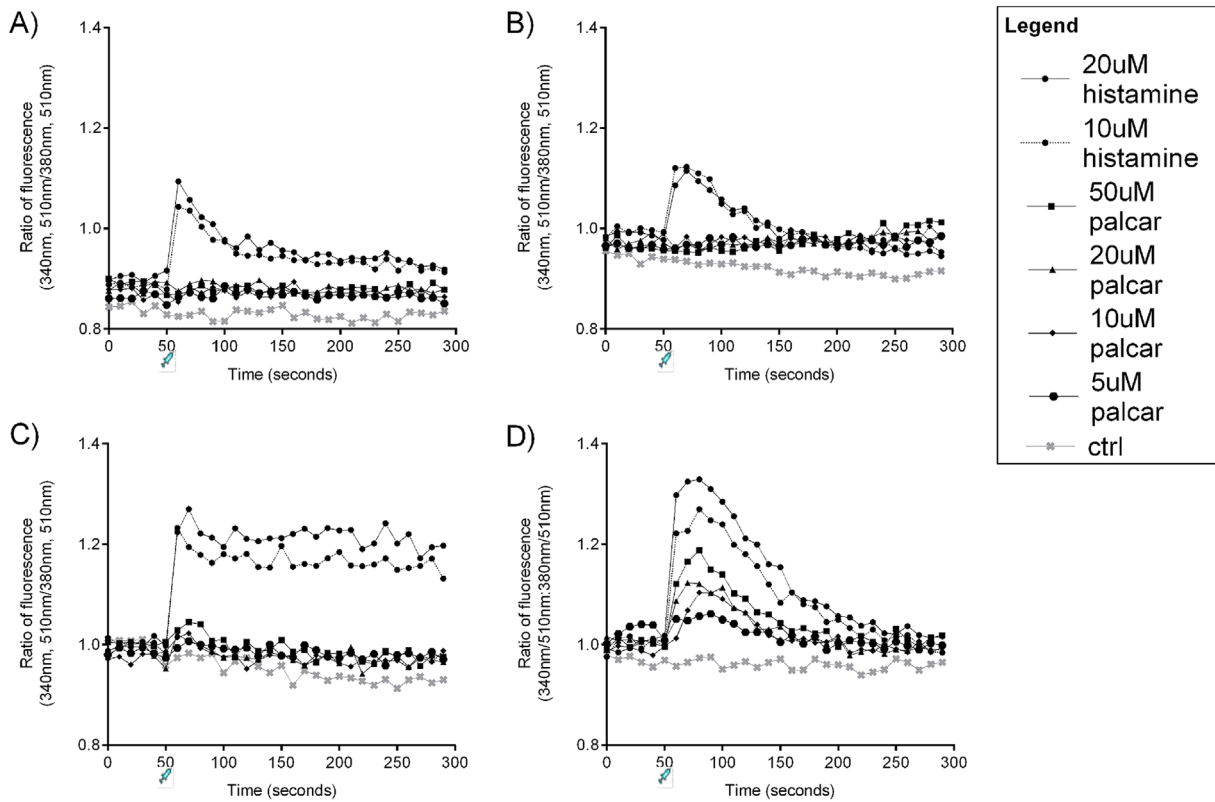 A)
1.4
1.2
1.0
0.8
Ratio of fluorescence
(340nm, 510nm/380nm, 510nm)
0
50
100
150
200
250
300
Time (seconds)
B)
1.4
1.2
1.0
0.8
Ratio of fluorescence
(340nm, 510nm/380nm, 510nm)
0
50
100
150
200
250
300
Time (seconds)
Legend
20uM
histamine
10uM
histamine
50uM
palcar
20uM
palcar
10uM
palcar
5uM
palcar
ctrl
C)
1.4
1.2
1.0
0.8
Ratio of fluorescence
(340nm, 510nm/380nm, 510nm)
0
50
100
150
200
250
300
Time (seconds)
D)
1.4
1.2
1.0
0.8
Ratio of fluorescence
(340nm/510nm:380nm/510nm)
0
50
100
150
200
250
300
Time (seconds)